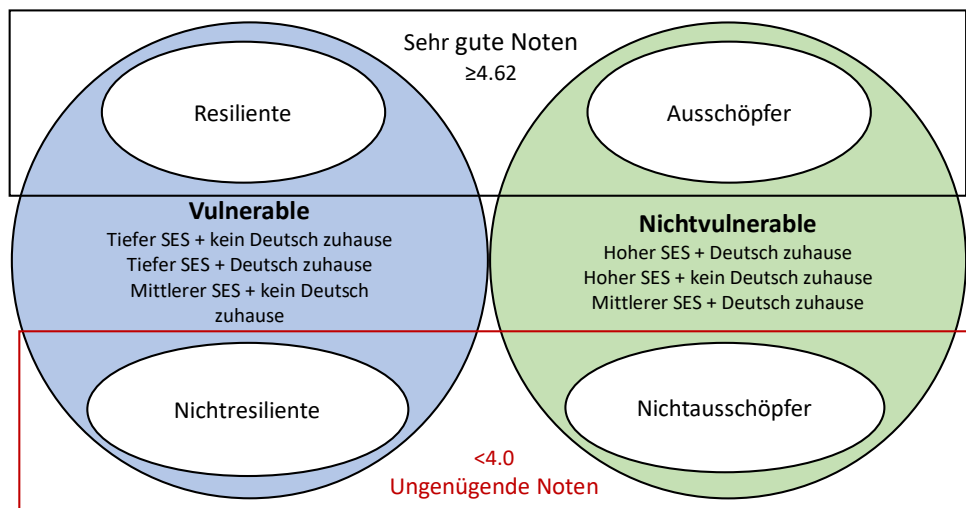 Sehr gute Noten
≥4.62
Resiliente
Ausschöpfer
Vulnerable
Tiefer SES + kein Deutsch zuhause
Tiefer SES + Deutsch zuhause
Mittlerer SES + kein Deutsch
zuhause
Nichtvulnerable
Hoher SES + Deutsch zuhause
Hoher SES + kein Deutsch zuhause
Mittlerer SES + Deutsch zuhause
Nichtresiliente
Nichtausschöpfer
<4.0
Ungenügende Noten